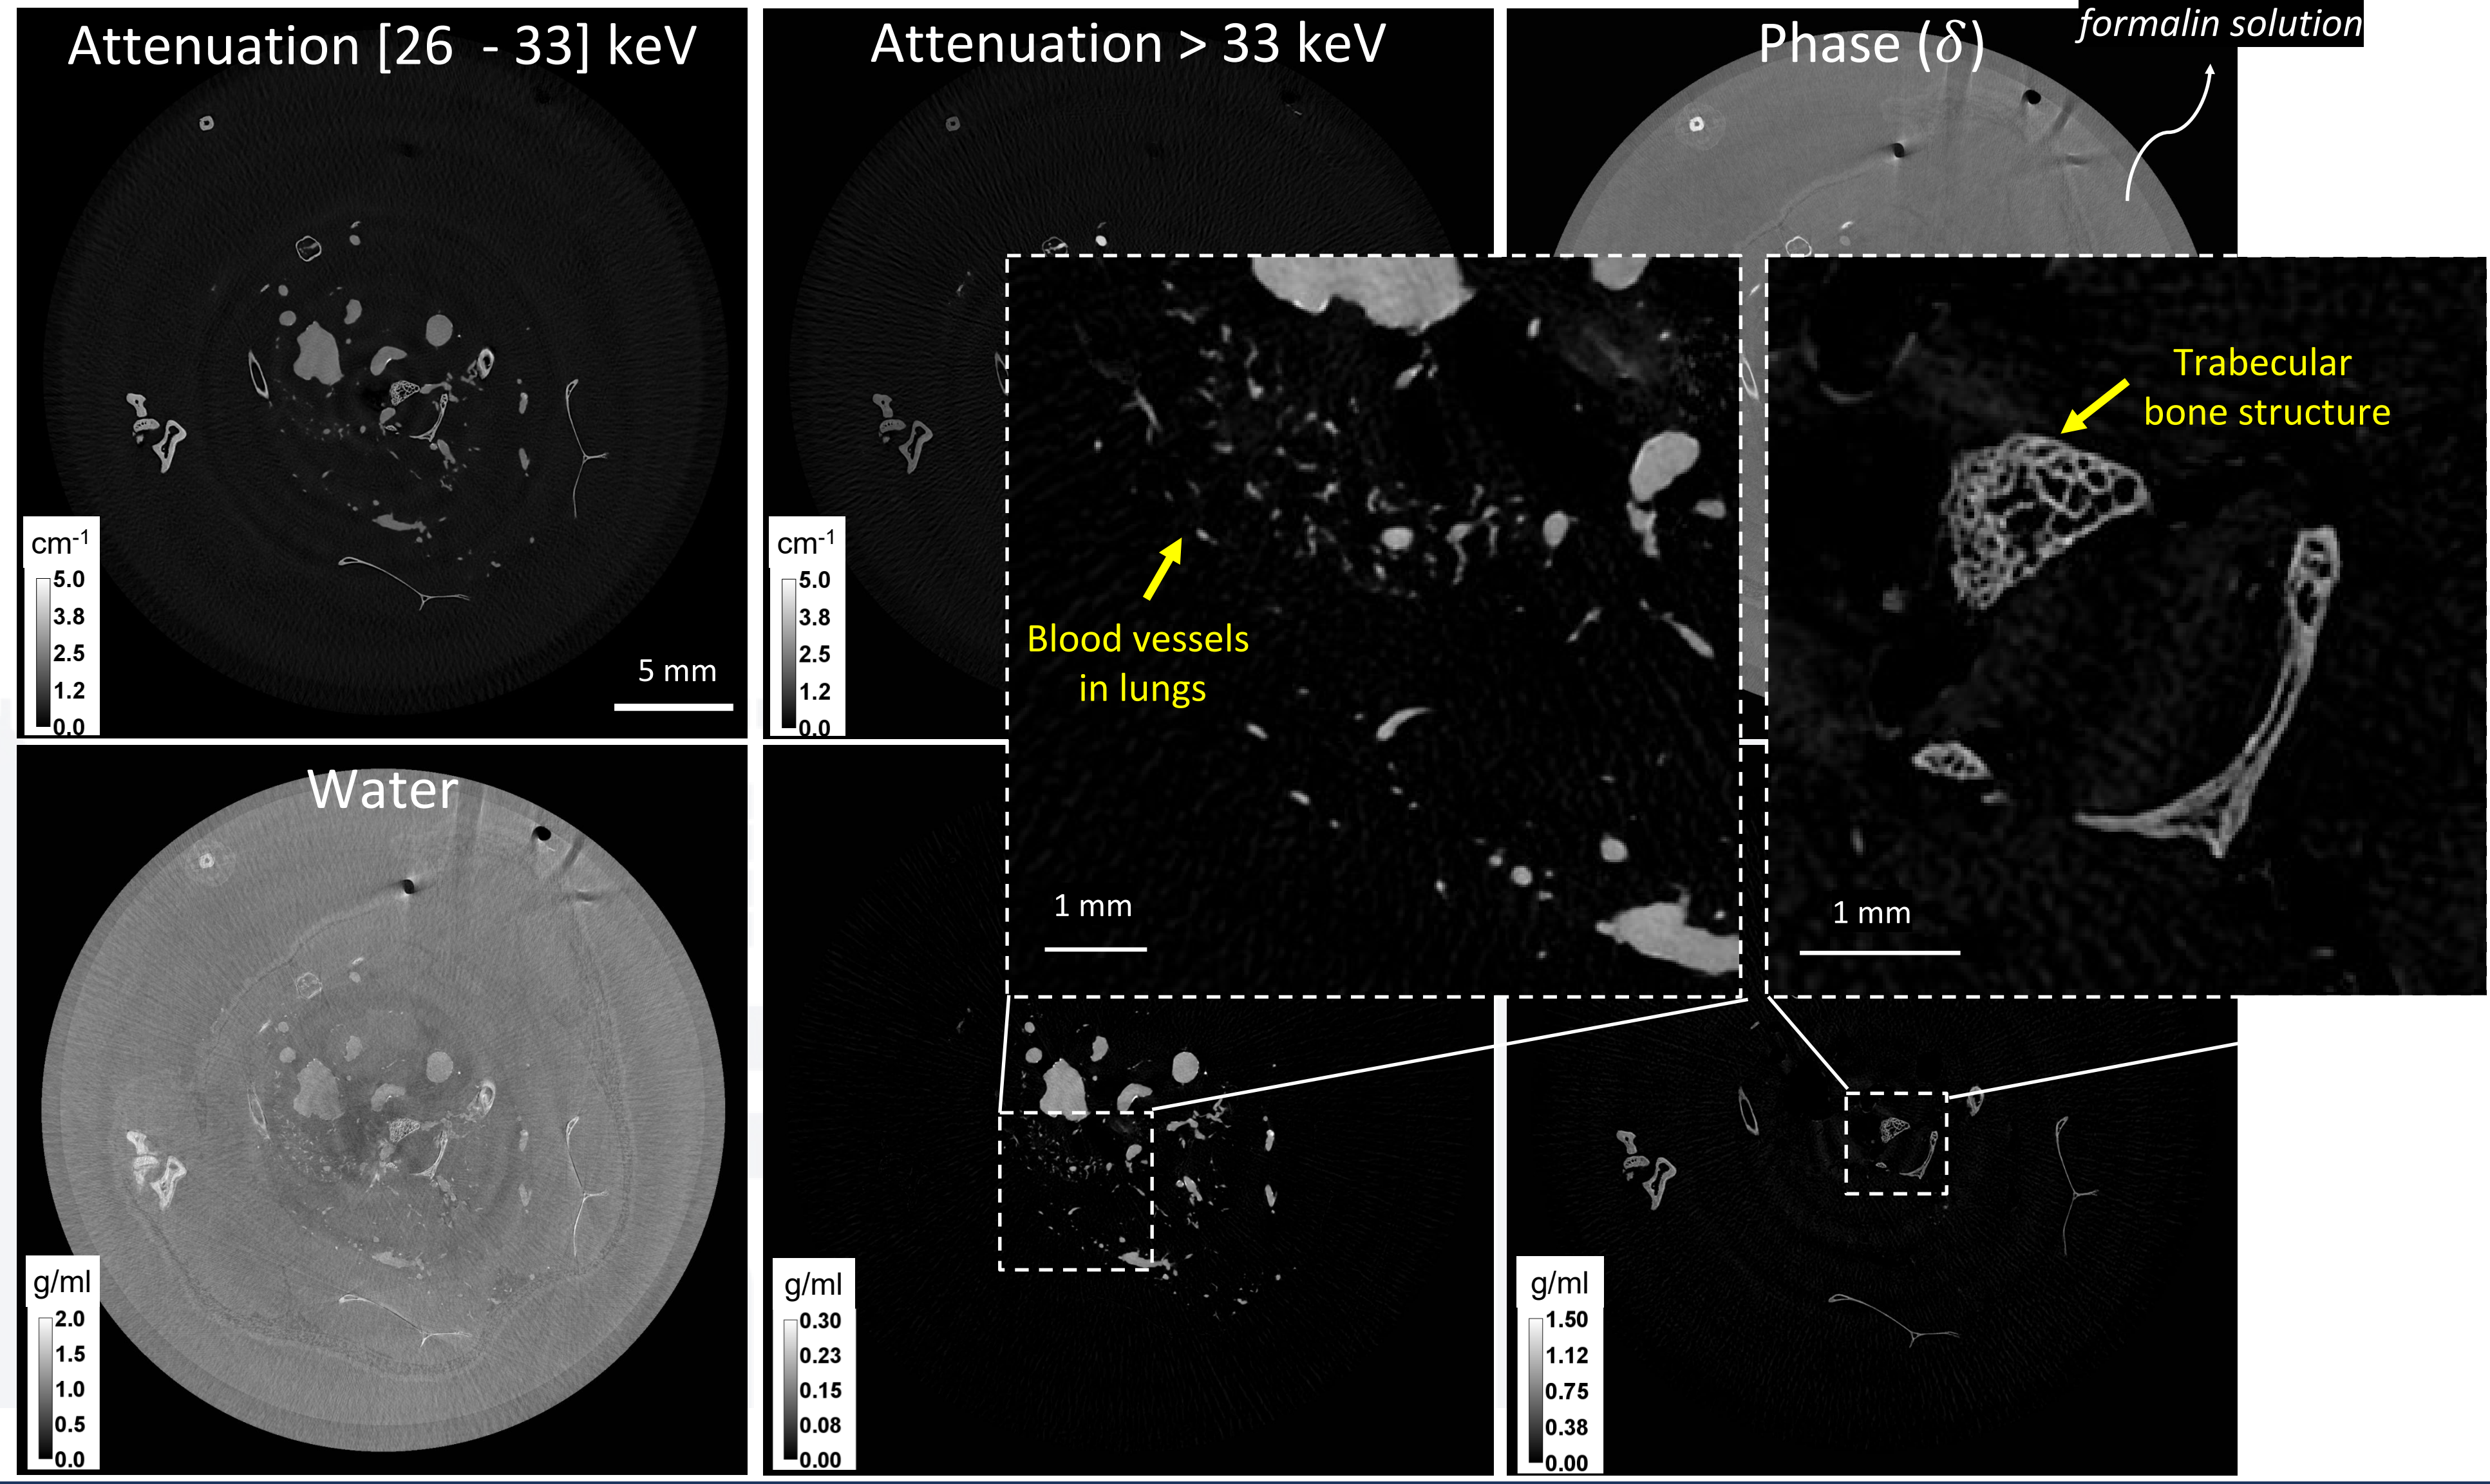 Attenuation [26 - 33] keV
Attenuation > 33 keV
Phase (δ)
formalin solution
cm-1
5.0
3.8
2.5
1.2
0.0
5 mm
cm-1
5.0
3.8
2.5
1.2
0.0
Blood vessels
in lungs
1 mm
Trabecular
bone structure
1 mm
Water
g/ml
2.0
1.5
1.0
0.5
0.0
g/ml
0.30
0.23
0.15
0.08
0.00
g/ml
1.50
1.12
0.75
0.38
0.00